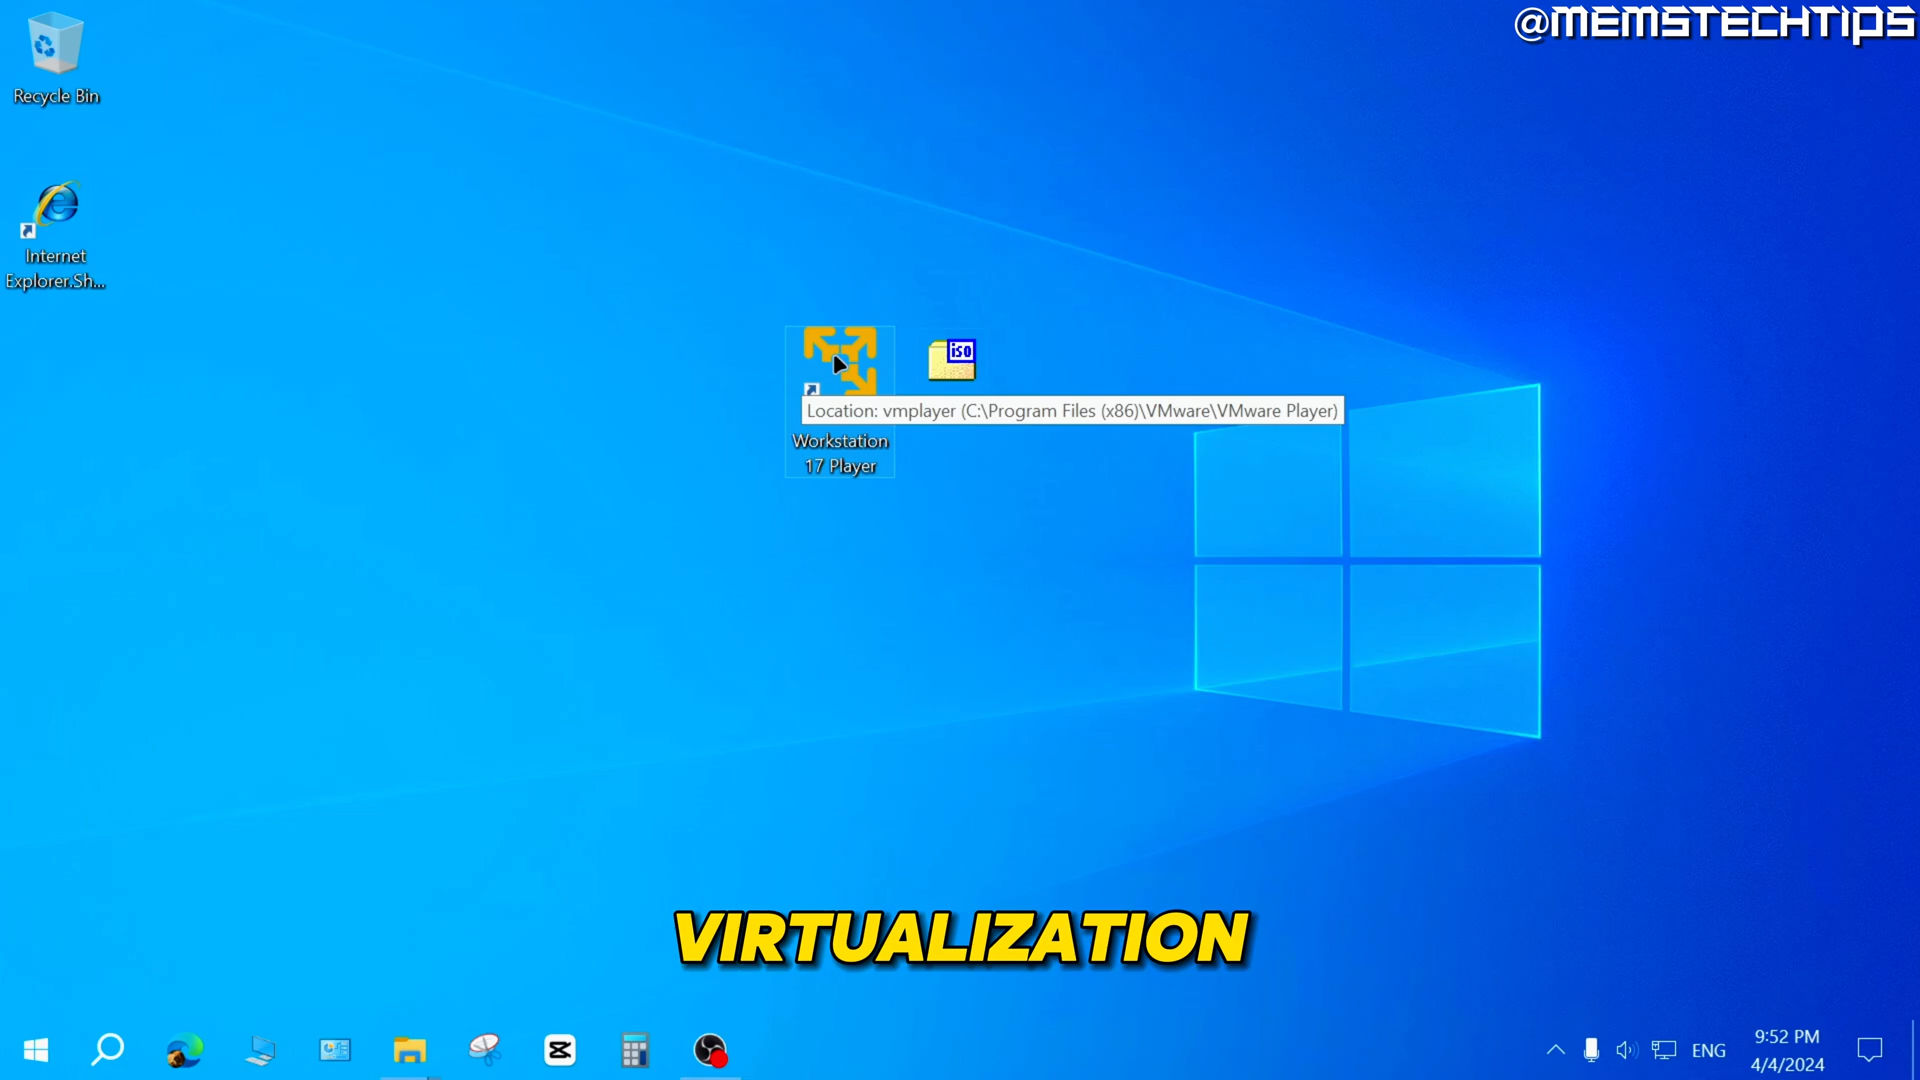 @MEMSTECHTIPS
Recycle Bin
Internet
Explorer.Sh...
iso
Location: vmplayer (C:\Program Files (x86)\VMware\VMware Player)
Workstation
17 Player
VIRTUALIZATION
ENG
9:52 PM
4/4/2024